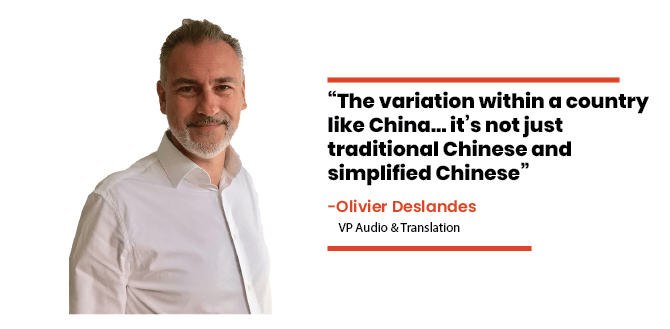 “The variation within a country
like China... it’s not just
traditional Chinese and
simplified Chinese”
-Olivier Deslandes
VP Audio & Translation